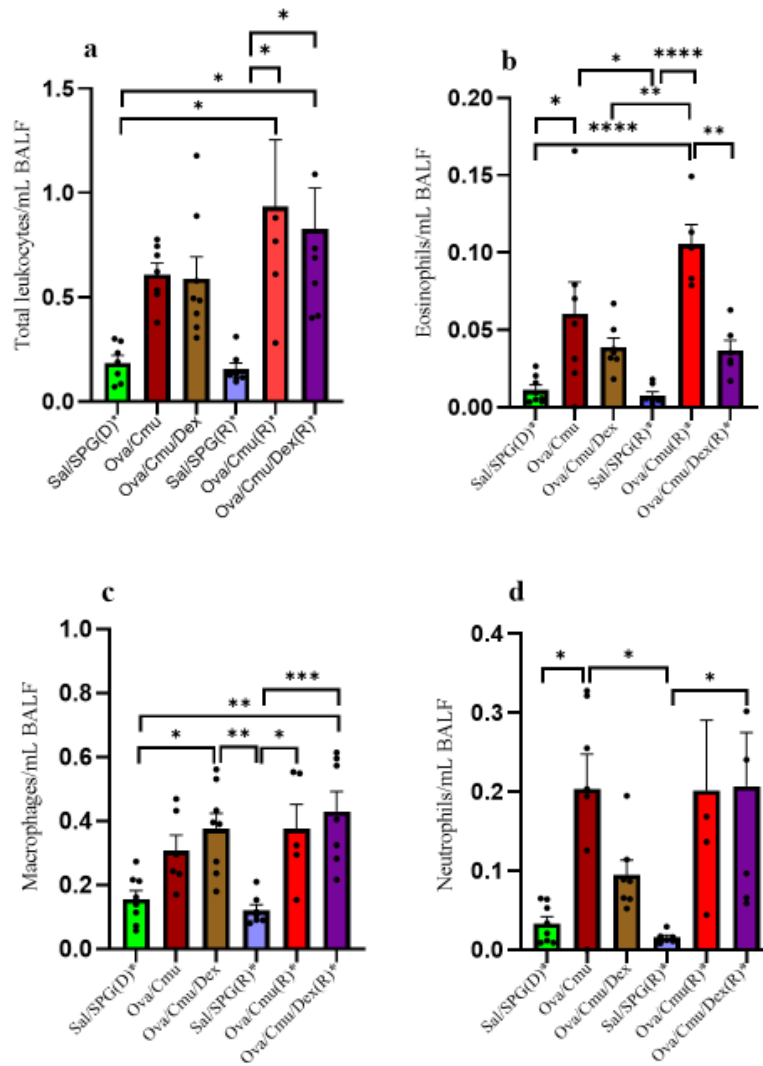 a
*
*
*
*
Total leukocytes/mL BALF
1.5
1.0
0.5
0.0
Sal/SPG(D)*
Ova/Cmu
Ova/Cmu/Dex
Sal/SPG(R)*
Ova/Cmu(R)*
Ova/Cmu/Dex(R)*
b
*
****
*
**
****
**
Eosinophils/mL BALF
0.20
0.15
0.10
0.05
0.00
Sal/SPG(D)*
Ova/Cmu
Ova/Cmu/Dex
Sal/SPG(R)*
Ova/Cmu(R)*
Ova/Cmu/Dex(R)*
c
***
**
*
**
*
Macrophages/mL BALF
1.0
0.8
0.6
0.4
0.2
0.0
Sal/SPG(D)*
Ova/Cmu
Ova/Cmu/Dex
Sal/SPG(R)*
Ova/Cmu(R)*
Ova/Cmu/Dex(R)*
d
*
*
*
Neutrophils/mL BALF
0.4
0.3
0.2
0.1
0.0
Sal/SPG(D)*
Ova/Cmu
Ova/Cmu/Dex
Sal/SPG(R)*
Ova/Cmu(R)*
Ova/Cmu/Dex(R)*